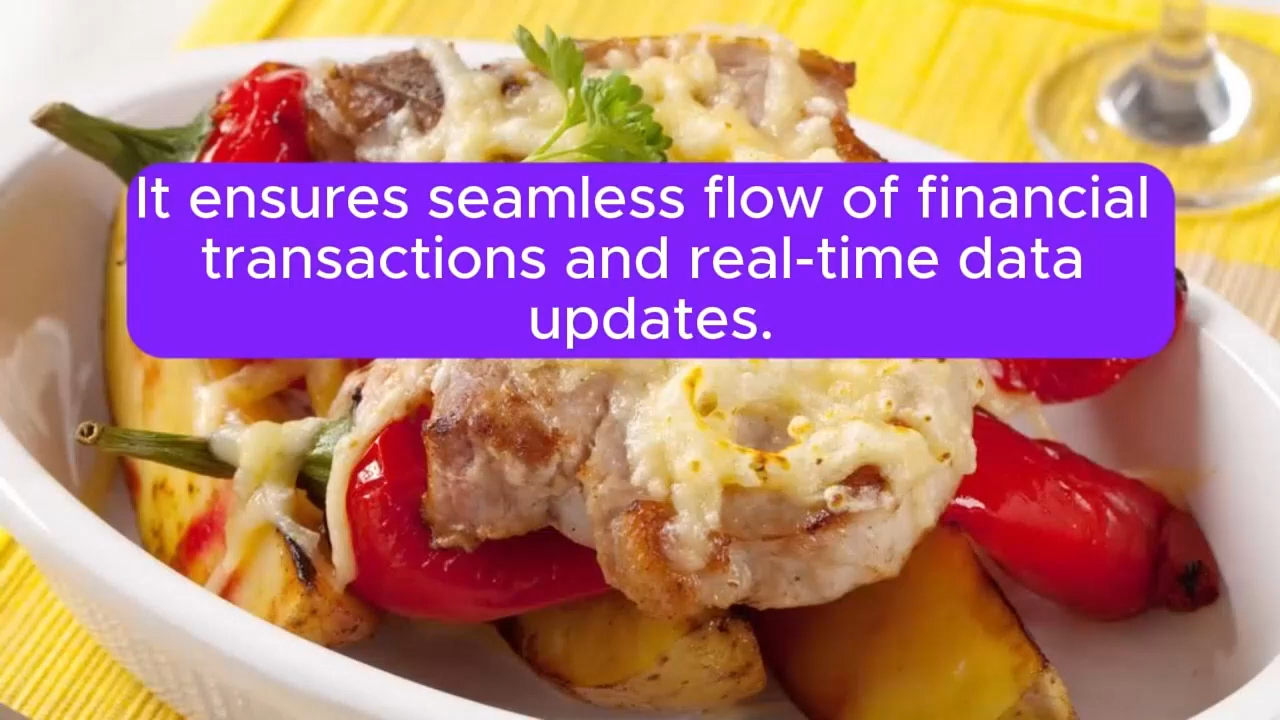 It ensures seamless flow of financial
transactions and real-time data
updates.